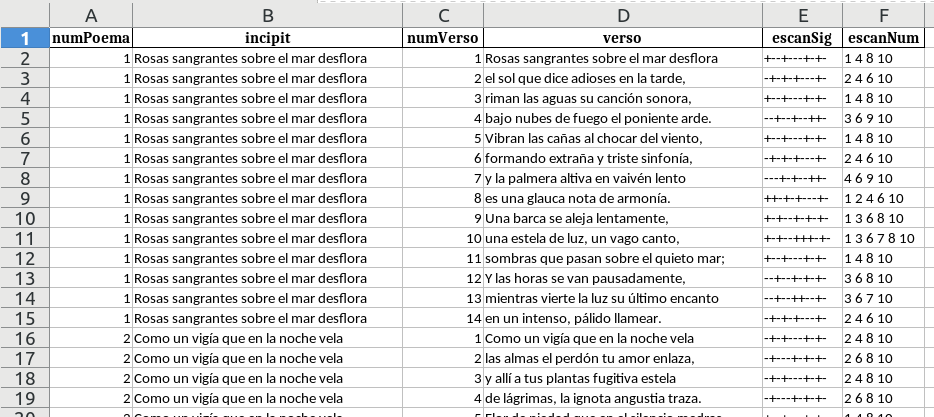 A B C D E F
1 numPoema incipit numVerso verso escanSig escanNum
2 1 Rosas sangrantes sobre el mar desflora 1 Rosas sangrantes sobre el mar desflora +--+---+-+- 1 4 8 10
3 1 Rosas sangrantes sobre el mar desflora 2 el sol que dice adioses en la tarde, -+-+-+---+- 2 4 6 10
4 1 Rosas sangrantes sobre el mar desflora 3 riman las aguas su canción sonora, +--+---+-+- 1 4 8 10
5 1 Rosas sangrantes sobre el mar desflora 4 bajo nubes de fuego el poniente arde. --+--+--++- 3 6 9 10
6 1 Rosas sangrantes sobre el mar desflora 5 Vibran las cañas al chocar del viento, +--+---+-+- 1 4 8 10
7 1 Rosas sangrantes sobre el mar desflora 6 formando extraña y triste sinfonía, -+-+-+---+- 2 4 6 10
8 1 Rosas sangrantes sobre el mar desflora 7 y la palmera altiva en vaivén lento ---+-+--++- 4 6 9 10
9 1 Rosas sangrantes sobre el mar desflora 8 es una glauca nota de armonía. ++-+-+---+- 1 2 4 6 10
10 1 Rosas sangrantes sobre el mar desflora 9 Una barca se aleja lentamente, +-+--+-+-+- 1 3 6 8 10
11 1 Rosas sangrantes sobre el mar desflora 10 una estela de luz, un vago canto, +-+--+++-+- 1 3 6 7 8 10
12 1 Rosas sangrantes sobre el mar desflora 11 sombras que pasan sobre el quieto mar; +--+---+-+- 1 4 8 10
13 1 Rosas sangrantes sobre el mar desflora 12 Y las horas se van pausadamente, --+--+-+-+- 3 6 8 10
14 1 Rosas sangrantes sobre el mar desflora 13 mientras vierte la luz su último encanto --+--++--+- 3 6 7 10
15 1 Rosas sangrantes sobre el mar desflora 14 en un intenso, pálido llamear. -+-+-+---+- 2 4 6 10
16 2 Como un vigía que en la noche vela 1 Como un vigía que en la noche vela -+-+---+-+- 2 4 8 10
17 2 Como un vigía que en la noche vela 2 las almas el perdón tu amor enlaza, -+---+-+-+- 2 6 8 10
18 2 Como un vigía que en la noche vela 3 y allí a tus plantas fugitiva estela -+-+---+-+- 2 4 8 10
19 2 Como un vigía que en la noche vela 4 de lágrimas, la ignota angustia traza. -+---+-+-+- 2 6 8 10